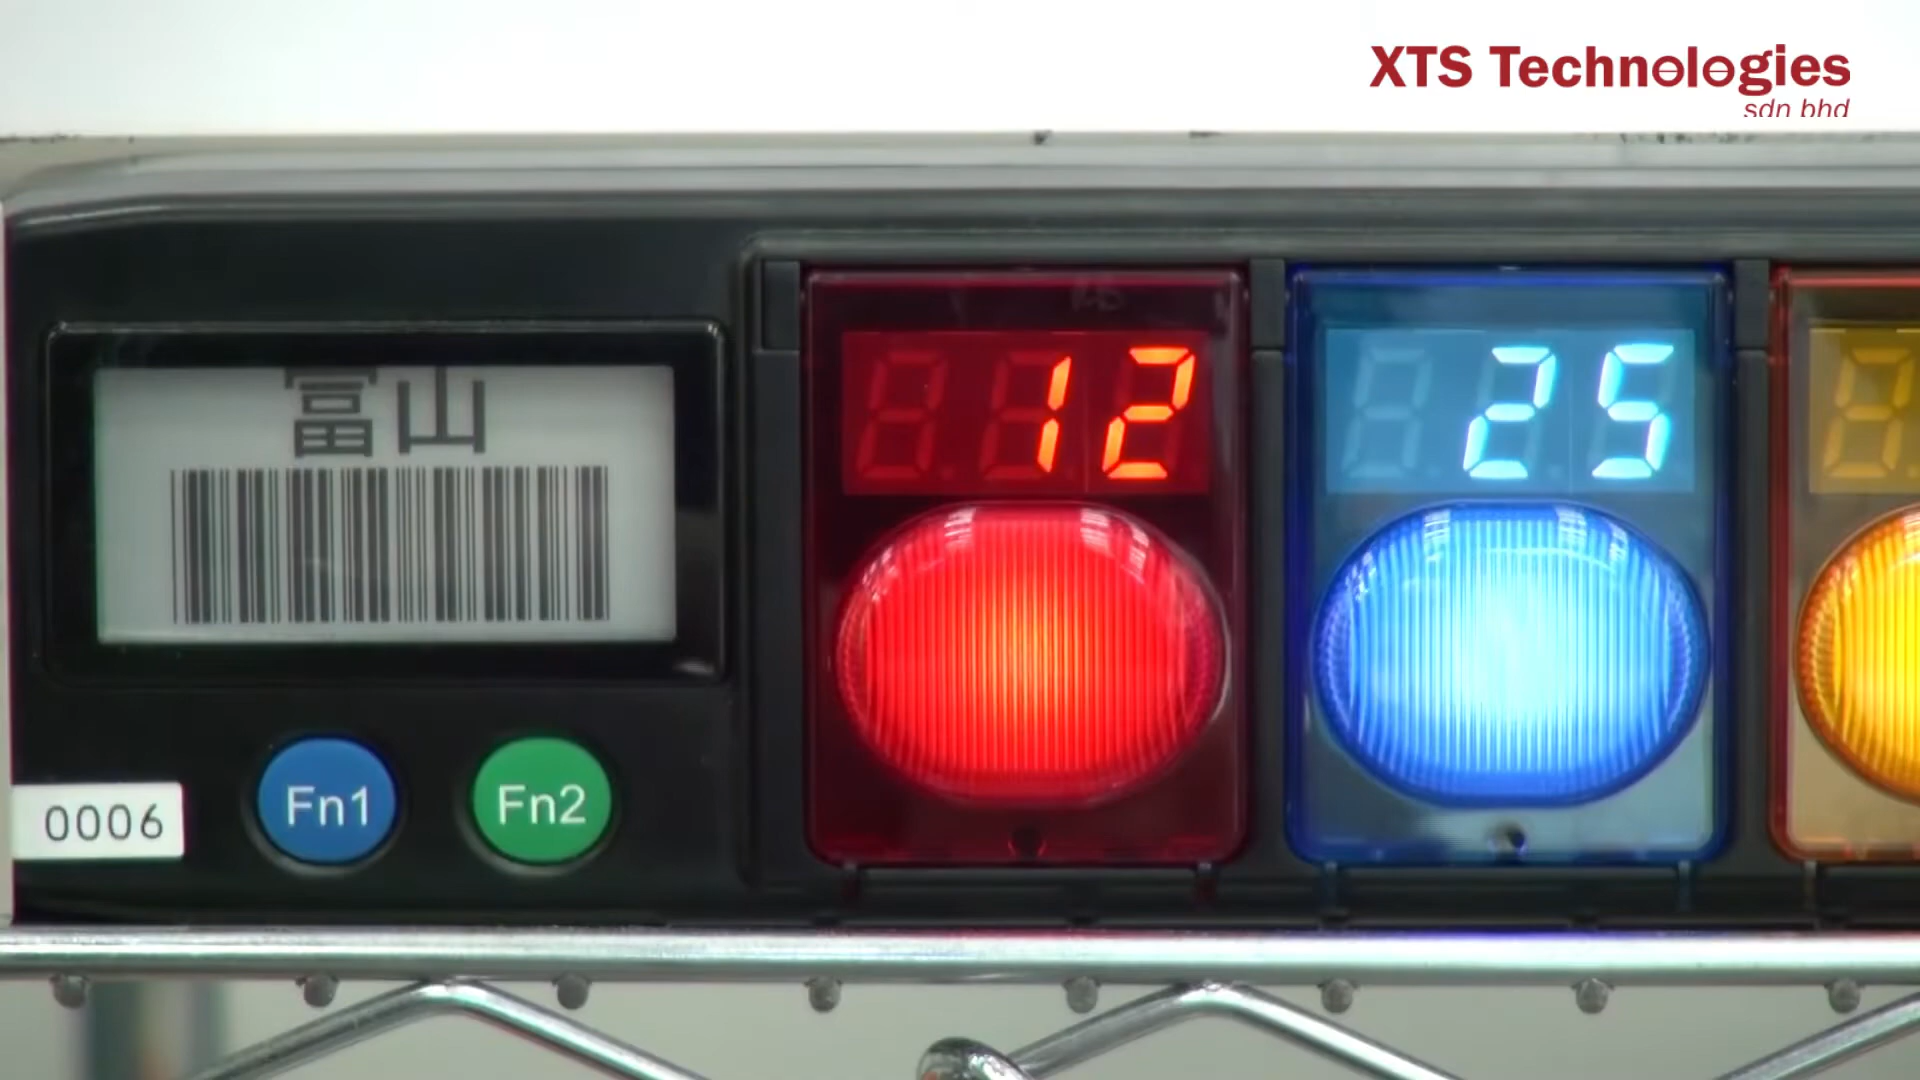 XTS Technologies
sdn bhd
富山
12
25
Fn1
Fn2
0006